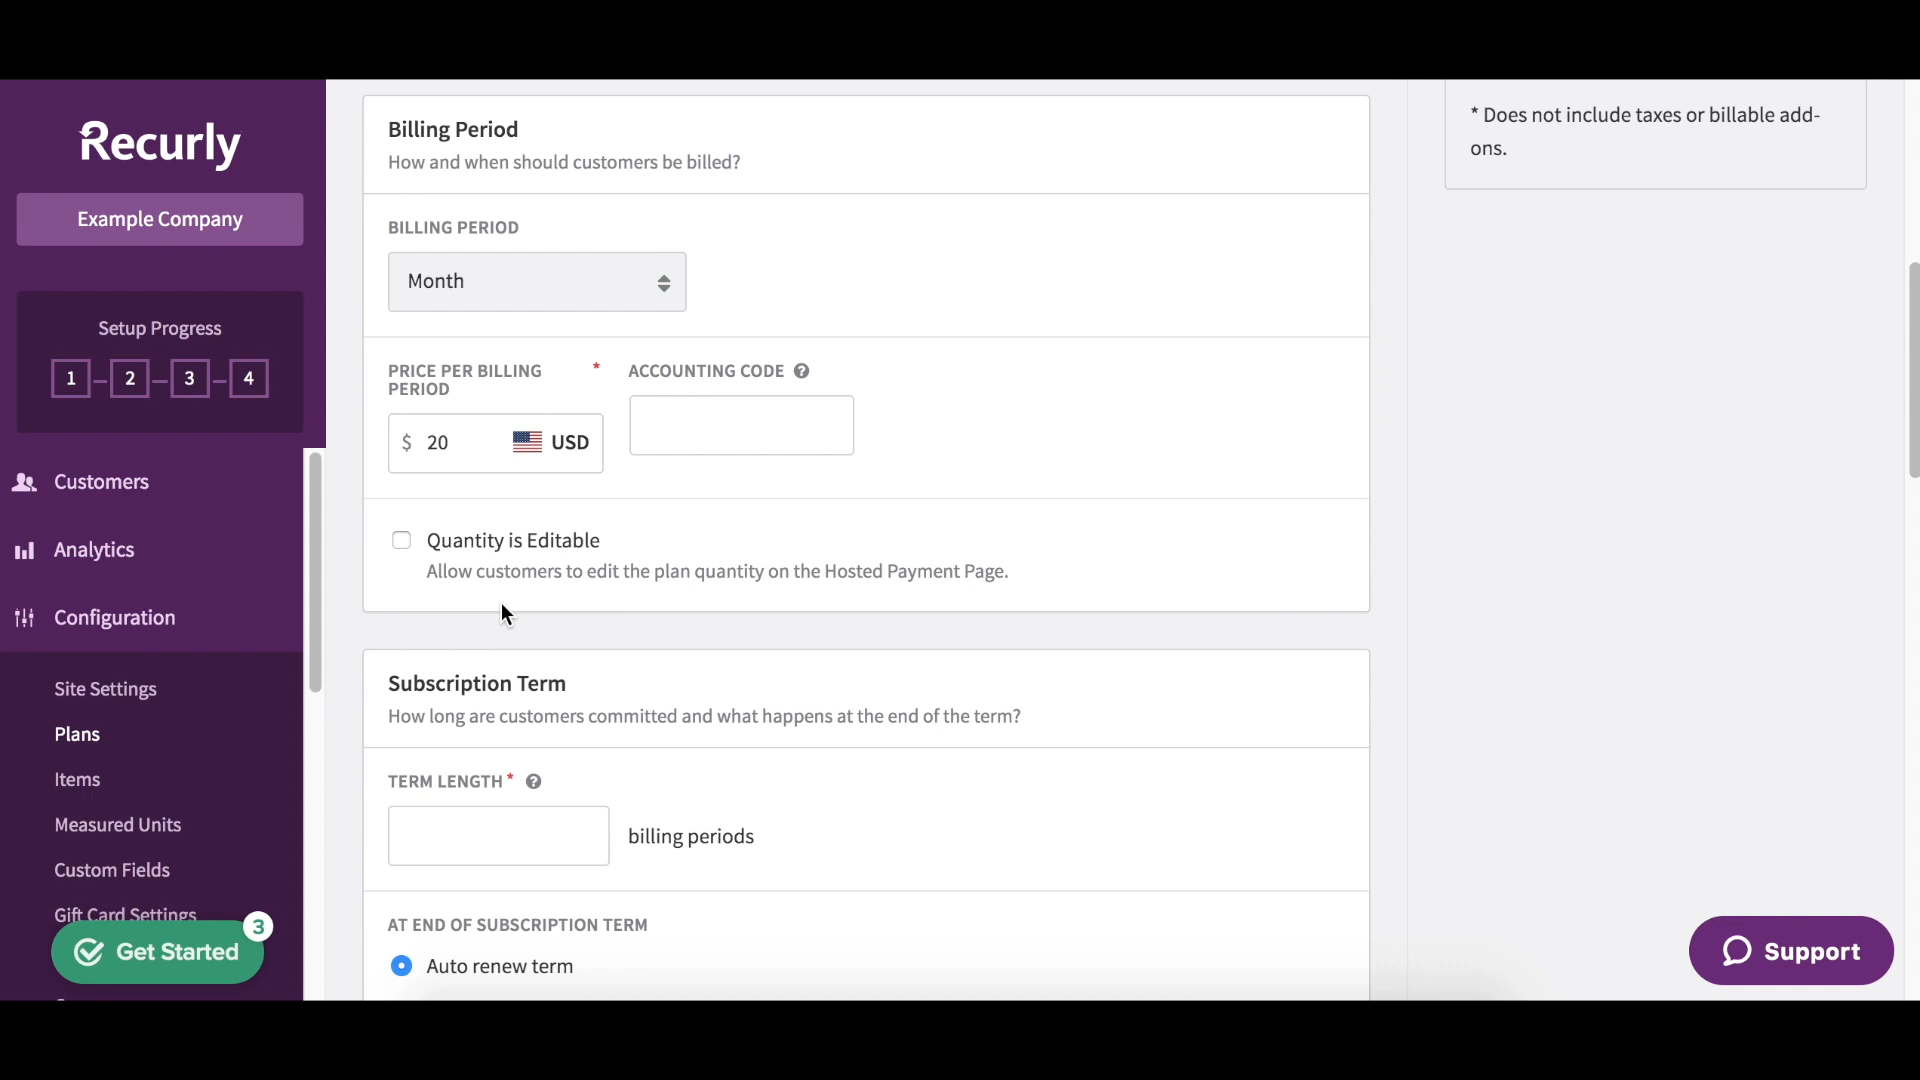 Recurly
Example Company
Setup Progress
1 2 3 4
Customers
Analytics
Configuration
Site Settings
Plans
Items
Measured Units
Custom Fields
Gift Card Settings
Get Started
3
Billing Period
How and when should customers be billed?
BILLING PERIOD
Month
PRICE PER BILLING
PERIOD *
$ 20 USD
ACCOUNTING CODE ?
Quantity is Editable
Allow customers to edit the plan quantity on the Hosted Payment Page.
Subscription Term
How long are customers committed and what happens at the end of the term?
TERM LENGTH * ?
billing periods
AT END OF SUBSCRIPTION TERM
Auto renew term
* Does not include taxes or billable add-
ons.
Support